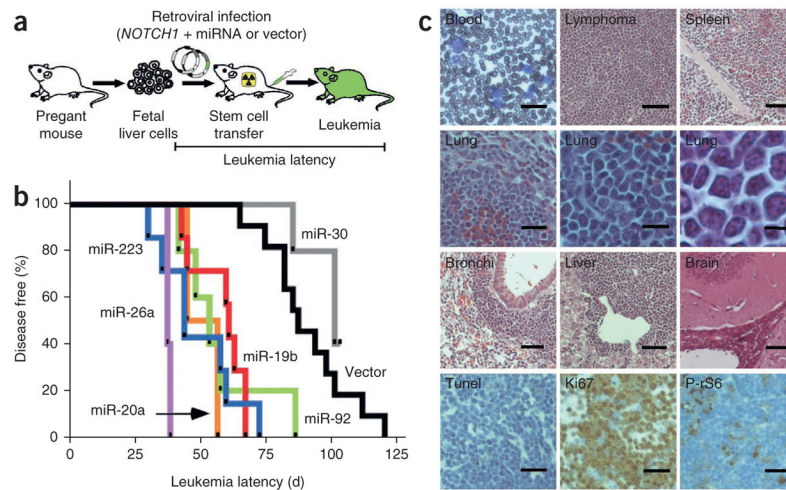 a
Retroviral infection
(NOTCH1 + miRNA or vector)
Pregant
mouse
Fetal
liver cells
Stem cell
transfer
Leukemia
Leukemia latency
b
Disease free (%)
100
80
60
40
20
0
0
25
50
75
100
125
Leukemia latency (d)
miR-30
miR-223
miR-26a
miR-19b
Vector
miR-20a
miR-92
c
Blood
Lymphoma
Spleen
Lung
Lung
Lung
Bronchi
Liver
Brain
Tunel
Ki67
P-rS6